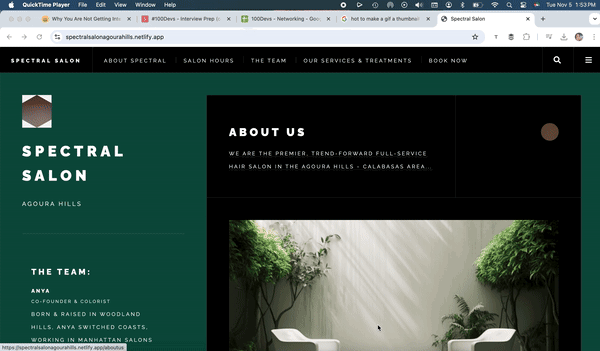 QuickTime Player File Edit View Window Help Tue Nov 5 1:53 PM
Why You Are Not Getting Inte #100Devs - Interview Prep 100Devs - Networking - Goo hot to make a gif a thumbnai Spectral Salon
spectralsalonagourahills.netlify.app
SPECTRAL SALON ABOUT SPECTRAL SALON HOURS THE TEAM OUR SERVICES & TREATMENTS BOOK NOW
SPECTRAL
SALON
AGOURA HILLS
THE TEAM:
ANYA
CO-FOUNDER & COLORIST
BORN & RAISED IN WOODLAND
HILLS, ANYA SWITCHED COASTS,
WORKING IN MANHATTAN SALONS
ABOUT US
WE ARE THE PREMIER, TREND-FORWARD FULL-SERVICE
HAIR SALON IN THE AGOURA HILLS - CALABASAS AREA...
https://spectralsalonagourahills.netlify.app/aboutus